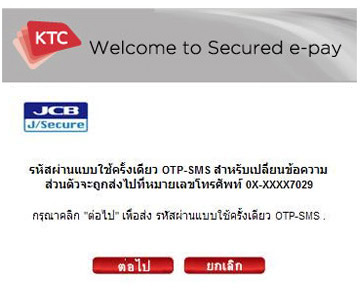 KTC
Welcome to Secured e-pay
JCB
J/Secure
รหัสผ่านแบบใช้ครั้งเดียว OTP-SMS สำหรับเปลี่ยนข้อความ
ส่วนตัวจะถูกส่งไปที่หมายเลขโทรศัพท์ 0X-XXXX7029
กรุณาคลิก "ต่อไป" เพื่อส่ง รหัสผ่านแบบใช้ครั้งเดียว OTP-SMS .
ต่อไป ยกเลิก